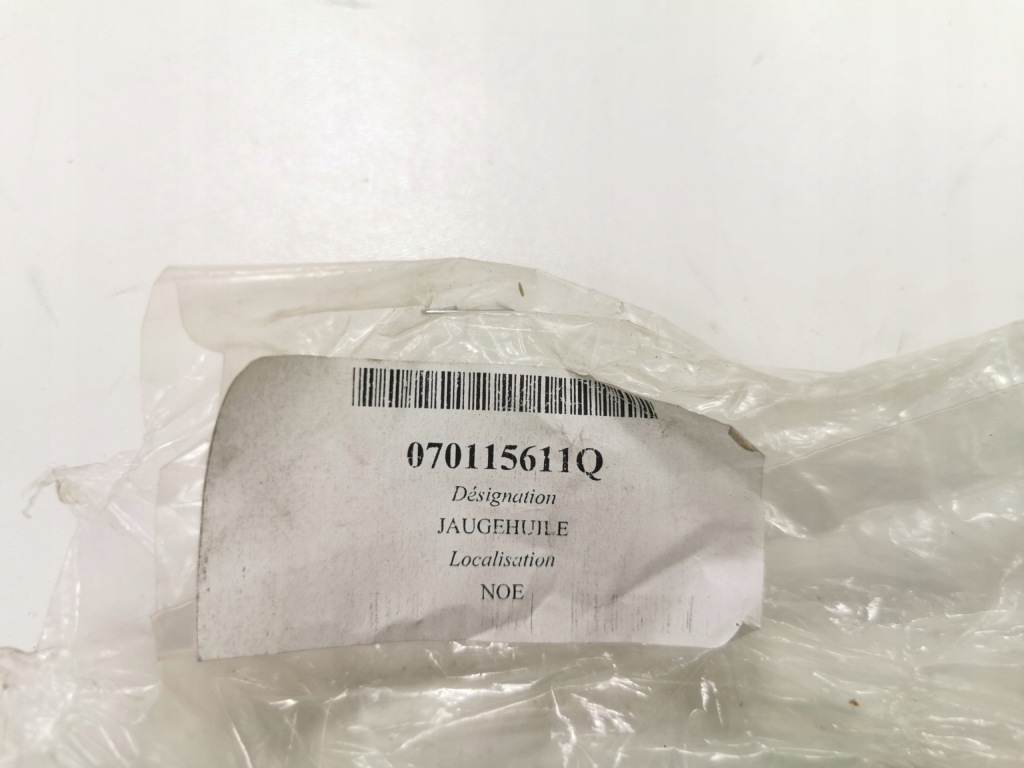 070115611Q
Désignation
JAUGEHUILE
Localisation
NOE